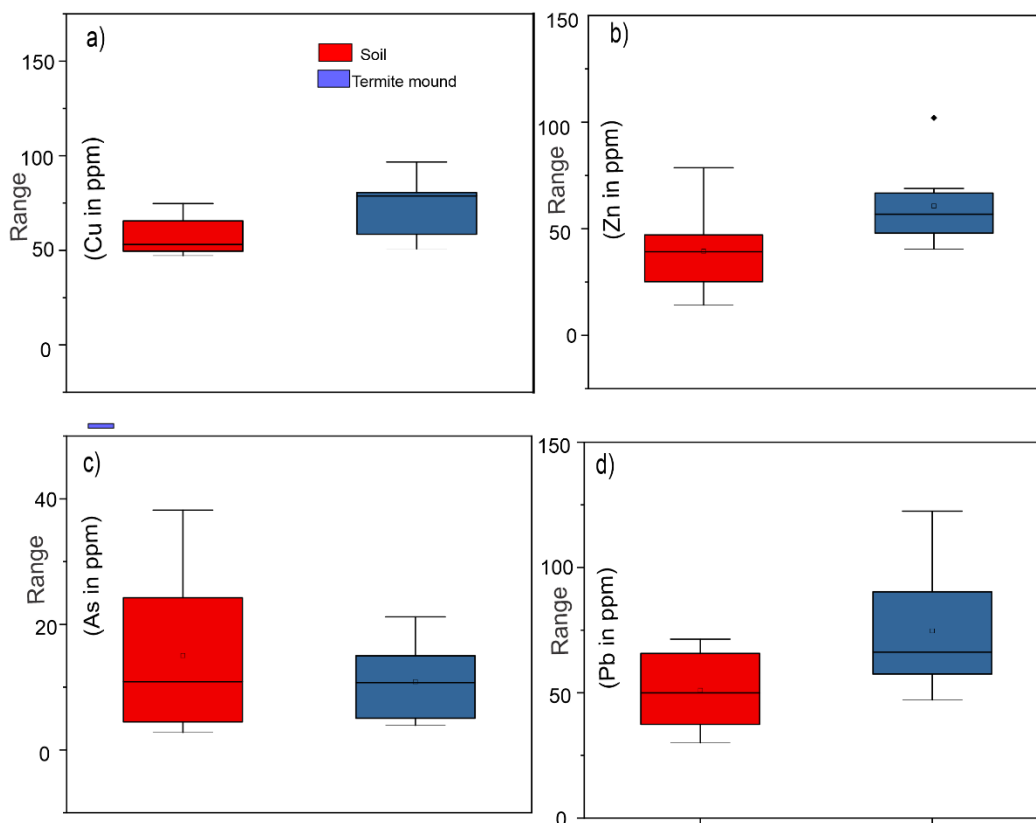 a)
Soil
Termite mound
150
100
50
0
Range
(Cu in ppm)
b)
150
100
50
0
Range
(Zn in ppm)
c)
40
20
0
Range
(As in ppm)
d)
150
100
50
0
Range
(Pb in ppm)